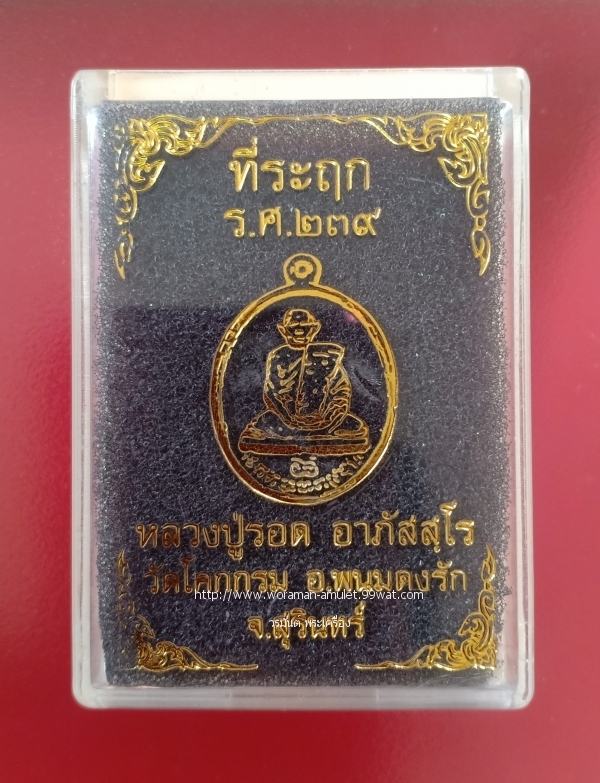 ที่ระฤก
ร.ศ.๒๓๙
หลวงปู่รอด อาภัสสฺโร
วัดโคกกรม อ.พนมดงรัก
http://www.woraman-amulet.99wat.com
วรมันต์ พระเครื่อง
จ.สุรินทร์